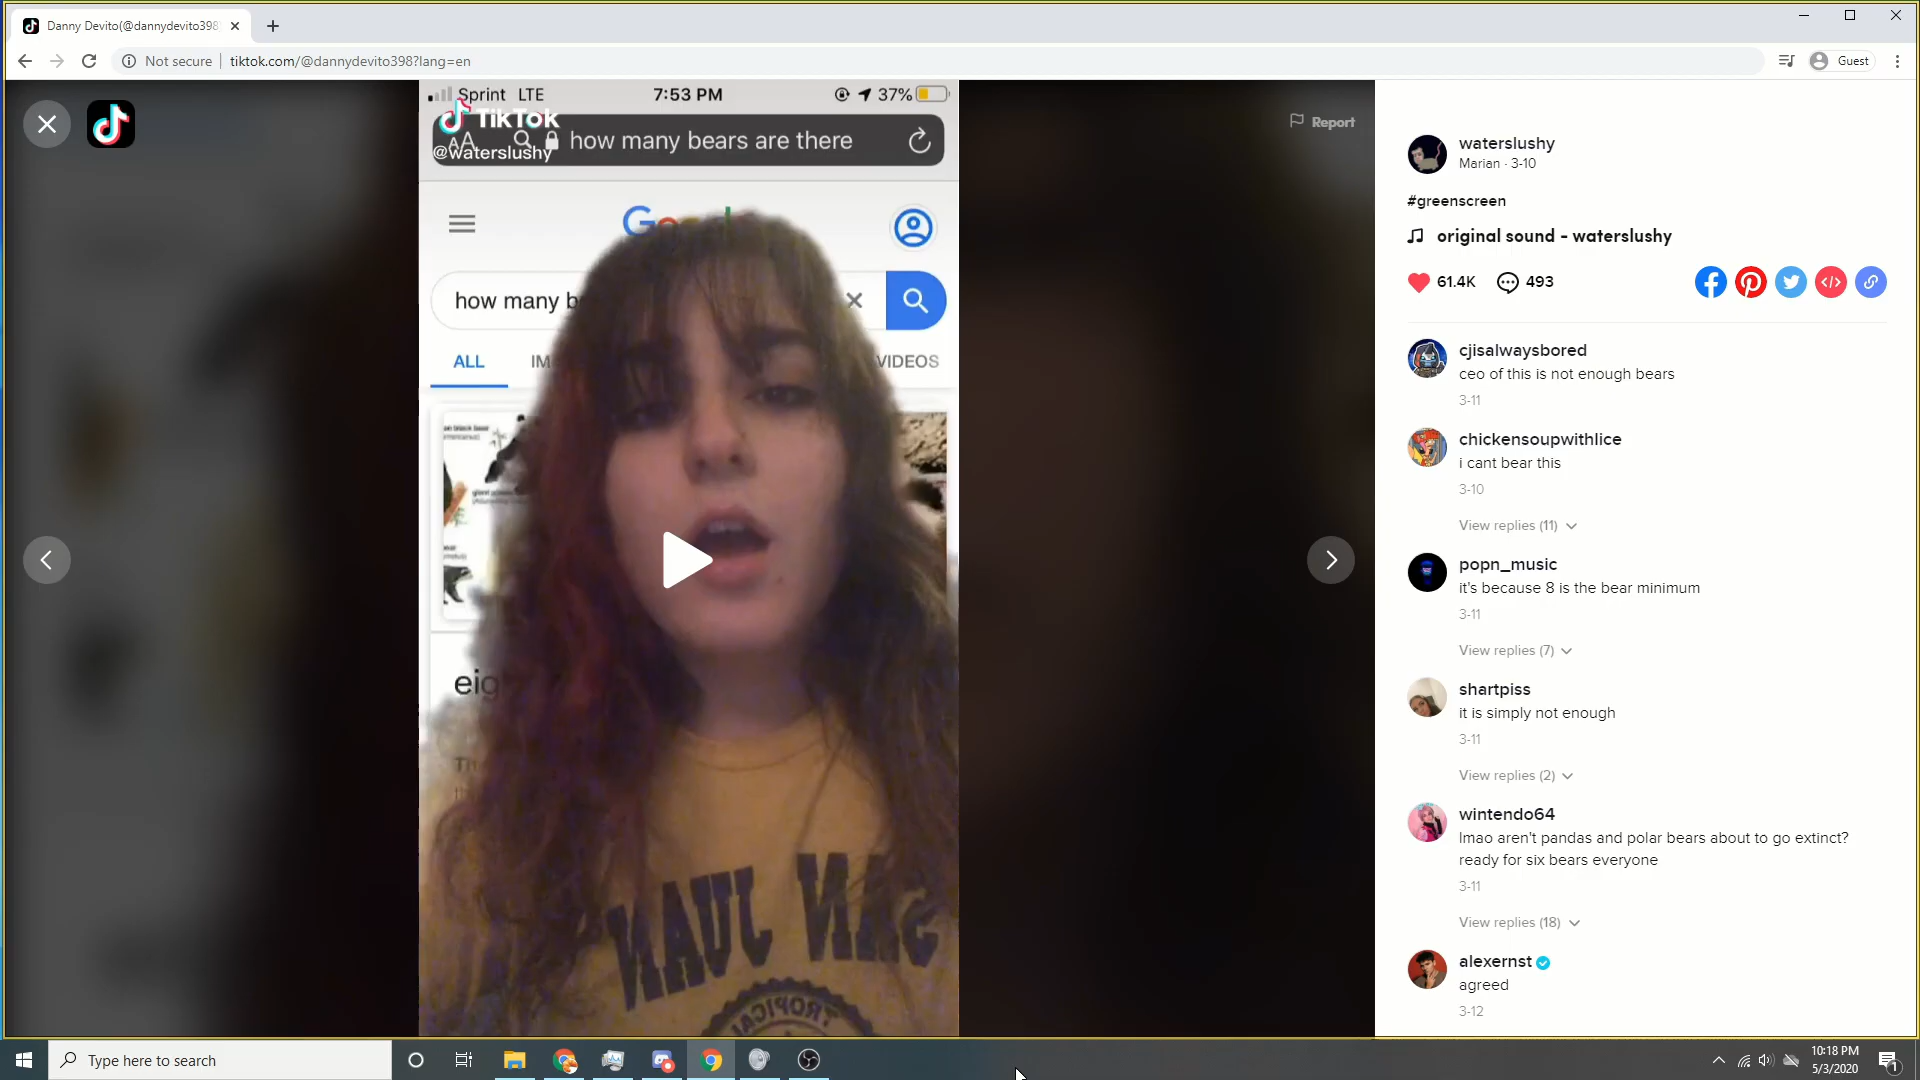 Danny Devito(@dannydevito398
Not secure
tiktok.com/@dannydevito398?lang=en
Guest
Sprint LTE
7:53 PM
37%
TikTok
@waterslushy
AA
how many bears are there
how many b
ALL
IM
VIDEOS
eig
SAN JUAN
TROPICAL
Report
waterslushy
Marian · 3-10
#greenscreen
original sound - waterslushy
61.4K
493
cjisalwaysbored
ceo of this is not enough bears
3-11
chickensoupwithlice
i cant bear this
3-10
View replies (11)
popn_music
it's because 8 is the bear minimum
3-11
View replies (7)
shartpiss
it is simply not enough
3-11
View replies (2)
wintendo64
lmao aren't pandas and polar bears about to go extinct?
ready for six bears everyone
3-11
View replies (18)
alexernst
agreed
3-12
Type here to search
10:18 PM
5/3/2020
1